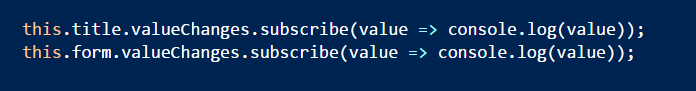 this.title.valueChanges.subscribe(value => console.log(value));
this.form.valueChanges.subscribe(value => console.log(value));